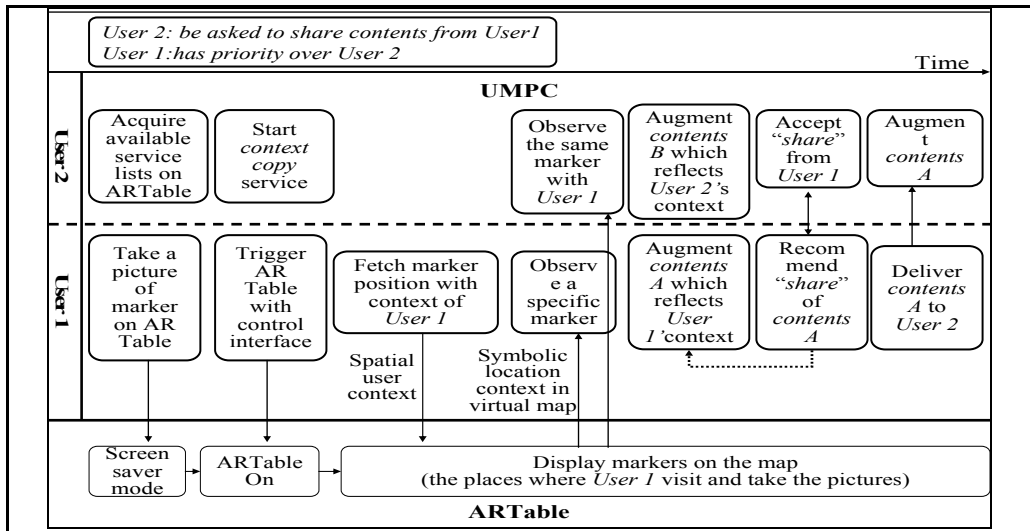 User 2: be asked to share contents from User1
User 1:has priority over User 2
Time
UMPC
User 2
Acquire
available
service
lists on
ARTable
Start
context
copy
service
Observe
the same
marker
with
User 1
Augment
contents
B which
reflects
User 2's
context
Accept
“share”
from
User 1
Augmen
t
contents
A
User 1
Take a
picture of
marker
on AR
Table
Trigger
AR
Table
with
control
interface
Fetch marker
position with
context of
User 1
Observ
e a
specific
marker
Augment
contents
A which
reflects
User
1’context
Recom
mend
“share”
of
contents
A
Deliver
contents
A to
User 2
Spatial
user
context
Symbolic
location
context in
virtual map
Screen
saver
mode
ARTable
On
Display markers on the map
(the places where User 1 visit and take the pictures)
ARTable